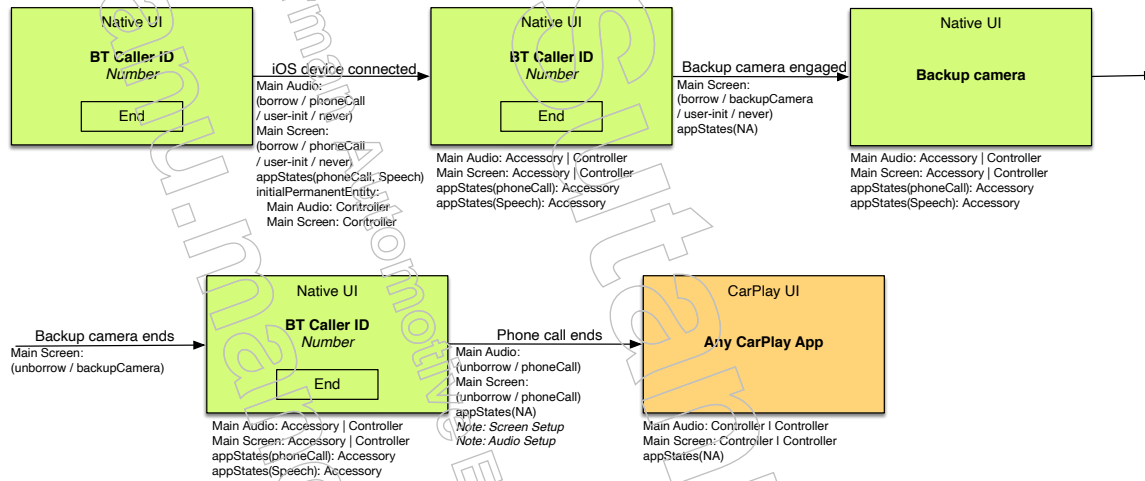 Native UI
BT Caller ID
Number
End
iOS device connected
Main Audio:
(borrow / phoneCall
/ user-init / never)
Main Screen:
(borrow / phoneCall
/ user-init / never)
appStates(phoneCall, Speech)
initialPermanentEntity:
Main Audio: Controller
Main Screen: Controller
Native UI
BT Caller ID
Number
End
Main Audio: Accessory | Controller
Main Screen: Accessory | Controller
appStates(phoneCall): Accessory
appStates(Speech): Accessory
Backup camera engaged
Main Screen:
(borrow / backupCamera
/ user-init / never)
appStates(NA)
Native UI
Backup camera
Main Audio: Accessory | Controller
Main Screen: Accessory | Controller
appStates(phoneCall): Accessory
appStates(Speech): Accessory
Backup camera ends
Main Screen:
(unborrow / backupCamera)
Native UI
BT Caller ID
Number
End
Main Audio: Accessory | Controller
Main Screen: Accessory | Controller
appStates(phoneCall): Accessory
appStates(Speech): Accessory
Phone call ends
Main Audio:
(unborrow / phoneCall)
Main Screen:
(unborrow / phoneCall)
appStates(NA)
Note: Screen Setup
Note: Audio Setup
CarPlay UI
Any CarPlay App
Main Audio: Controller | Controller
Main Screen: Controller | Controller
appStates(NA)